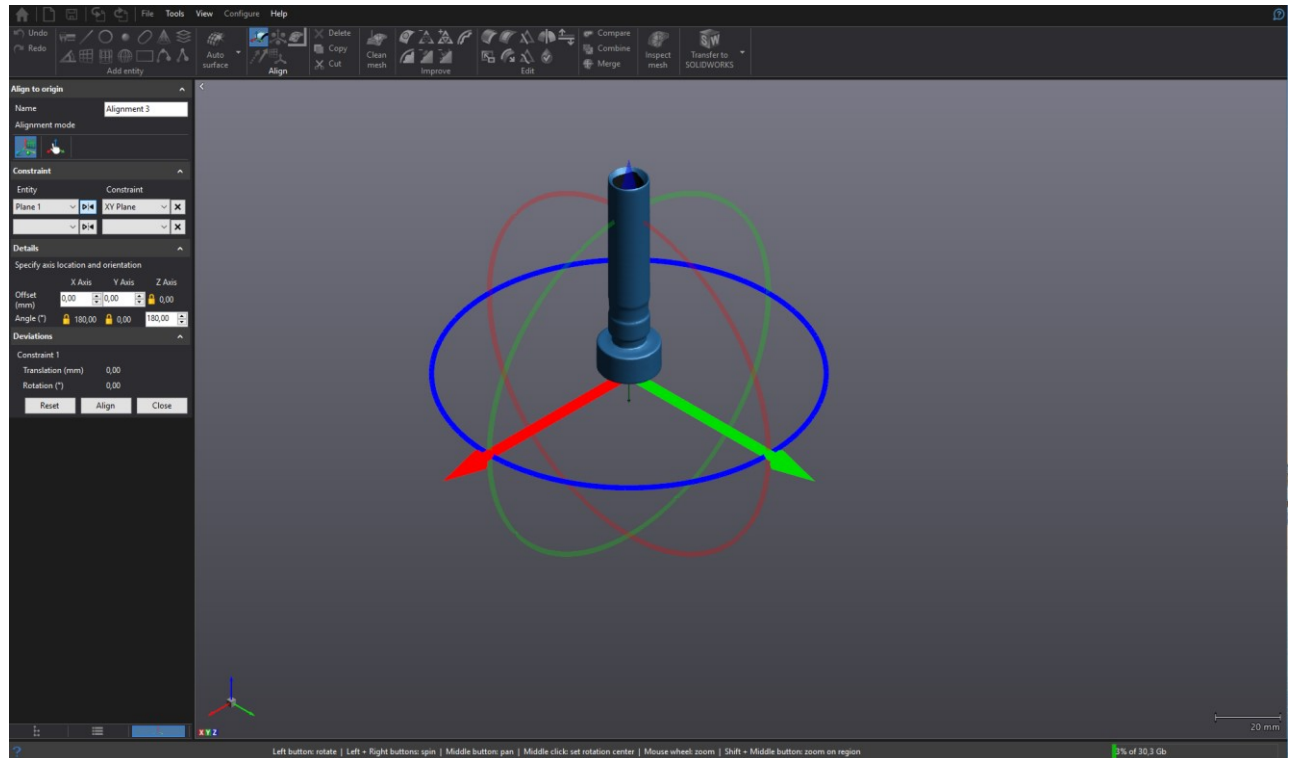 File Tools View Configure Help
Undo
Redo
Add entity
Auto surface
Align
Delete
Copy
Cut
Clean mesh
Improve
Edit
Compare
Combine
Merge
Inspect mesh
Transfer to SOLIDWORKS
Align to origin
Name Alignment 3
Alignment mode
Constraint
Entity Constraint
Plane 1 XY Plane
Details
Specify axis location and orientation
X Axis Y Axis Z Axis
Offset (mm) 0,00 0,00 0,00
Angle (°) 180,00 0,00 180,00
Deviations
Constraint 1
Translation (mm) 0,00
Rotation (°) 0,00
Reset Align Close
20 mm
X Y Z
Left button: rotate | Left + Right buttons: spin | Middle button: pan | Middle click: set rotation center | Mouse wheel: zoom | Shift + Middle button: zoom on region
3% of 30,3 Gb